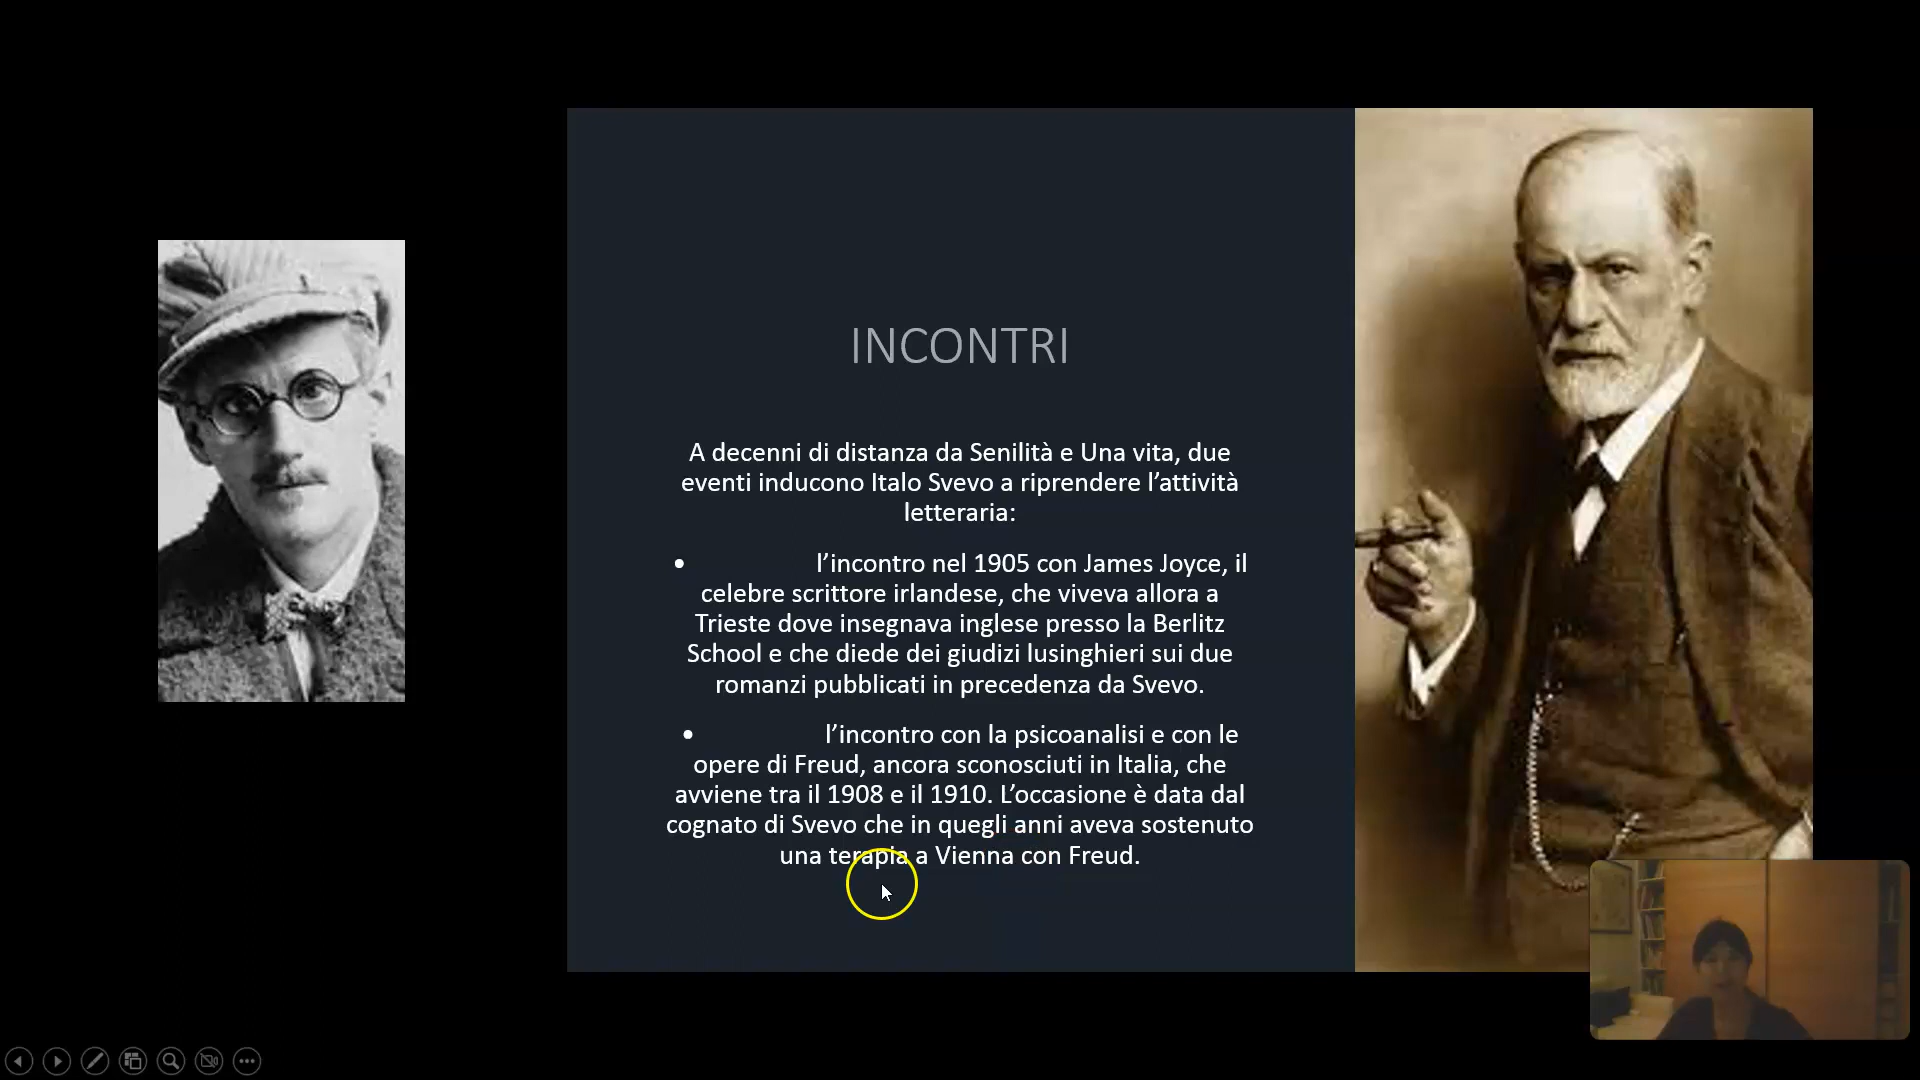 INCONTRI
A decenni di distanza da Senilità e Una vita, due
eventi inducono Italo Svevo a riprendere l’attività
letteraria:
• l’incontro nel 1905 con James Joyce, il
celebre scrittore irlandese, che viveva allora a
Trieste dove insegnava inglese presso la Berlitz
School e che diede dei giudizi lusinghieri sui due
romanzi pubblicati in precedenza da Svevo.
• l’incontro con la psicoanalisi e con le
opere di Freud, ancora sconosciuti in Italia, che
avviene tra il 1908 e il 1910. L’occasione è data dal
cognato di Svevo che in quegli anni aveva sostenuto
una terapia a Vienna con Freud.